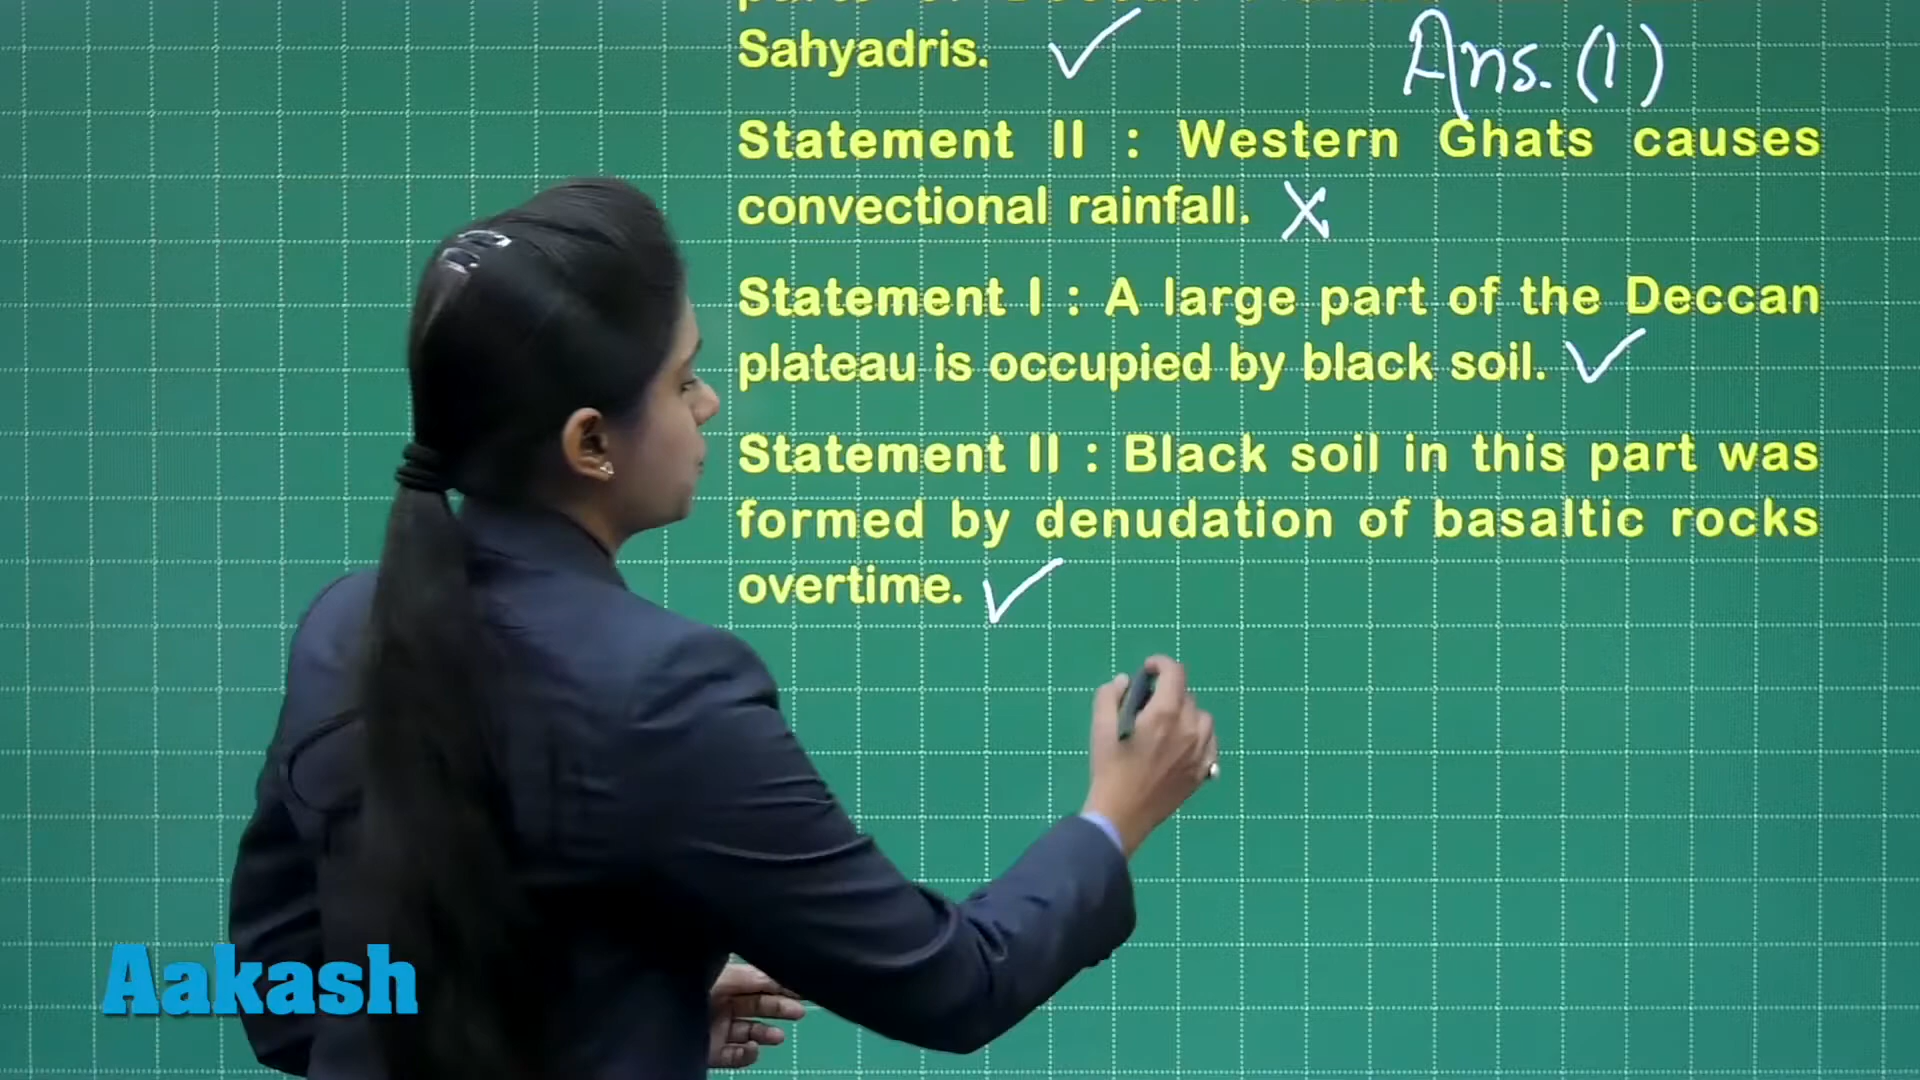 Sahyadris. ✓
Ans. (1)
Statement II : Western Ghats causes
convectional rainfall. X
Statement I : A large part of the Deccan
plateau is occupied by black soil. ✓
Statement II : Black soil in this part was
formed by denudation of basaltic rocks
overtime. ✓
Aakash